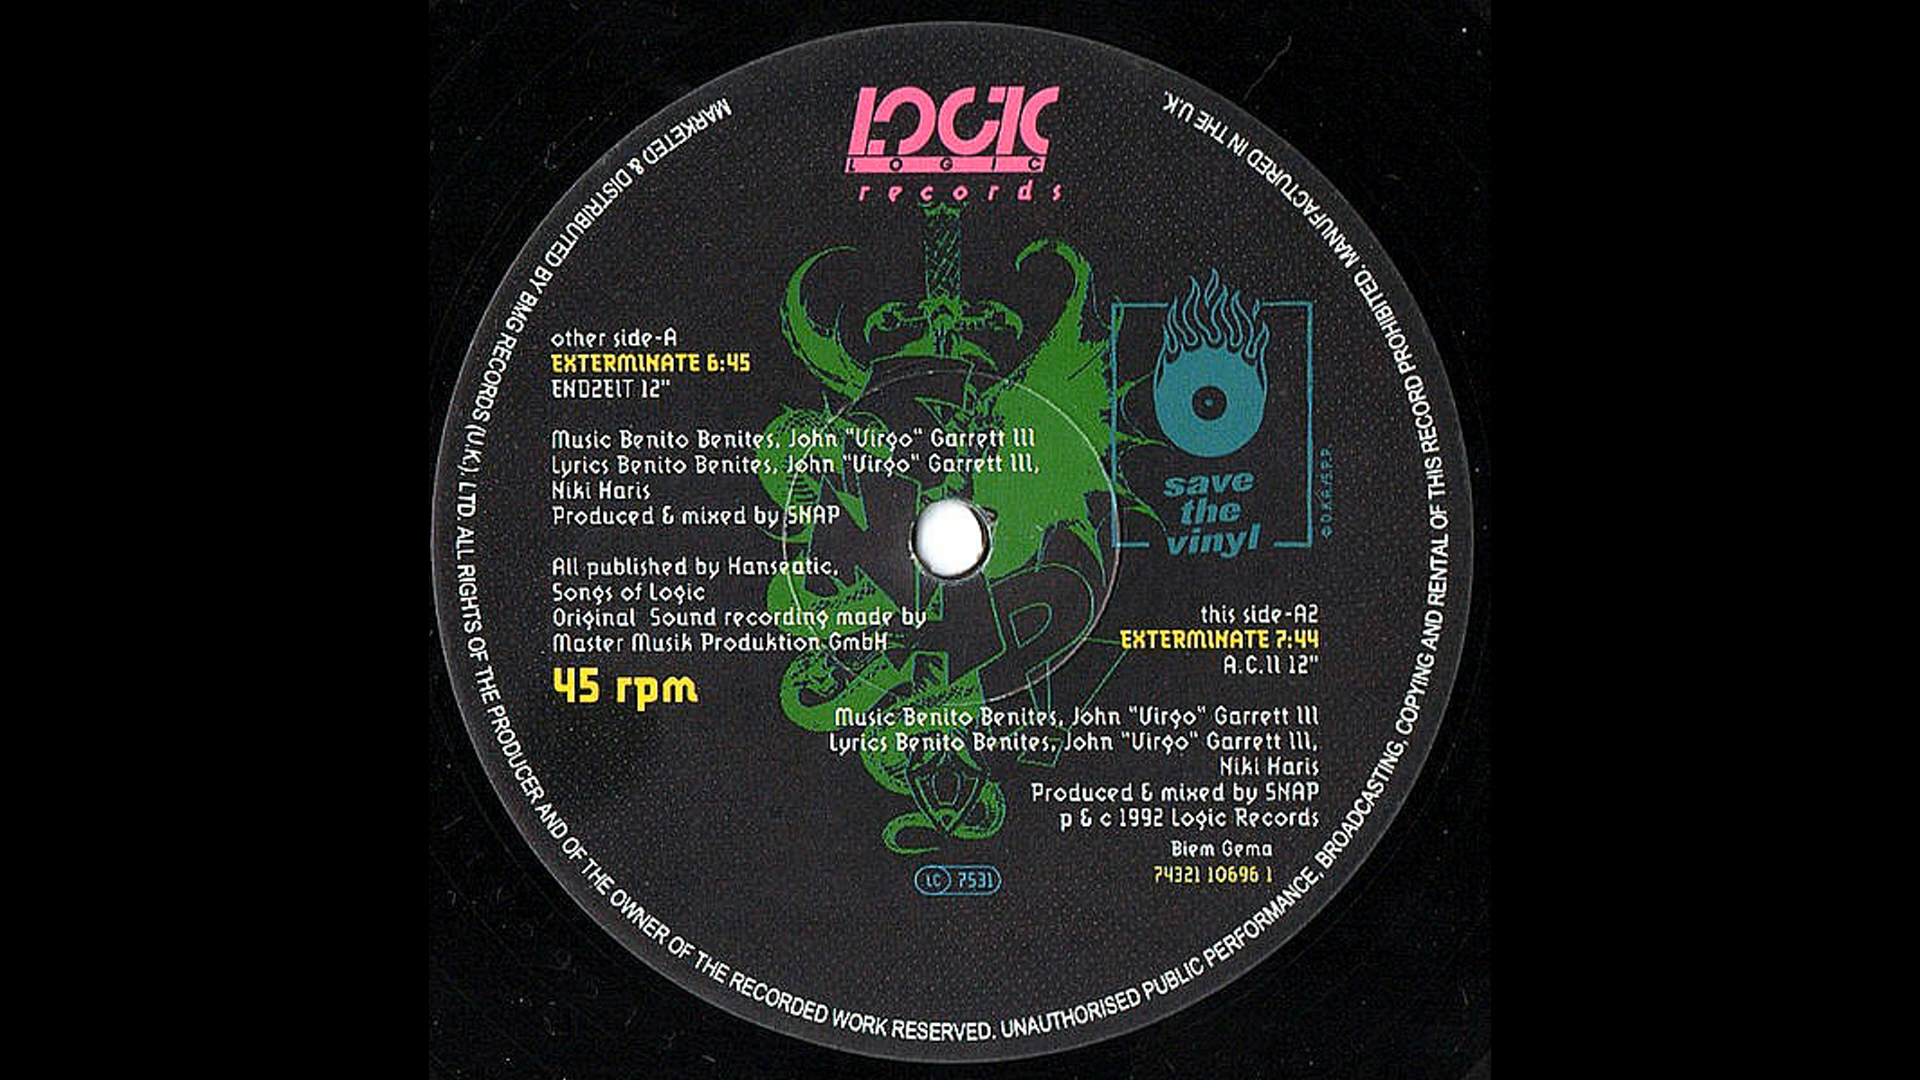 LOGIC
LOGIC
records
MARKETED & DISTRIBUTED BY BMG RECORDS (U.K.), LTD. ALL RIGHTS OF THE PRODUCER AND OF THE OWNER OF THE RECORDED WORK RESERVED. UNAUTHORISED PUBLIC PERFORMANCE, BROADCASTING, COPYING AND RENTAL OF THIS RECORD PROHIBITED. MANUFACTURED IN THE U.K.
other side-A
EXTERMINATE 6:45
ENDZEIT 12"
Music Benito Benites, John "Virgo" Garrett III
Lyrics Benito Benites, John "Virgo" Garrett III,
Niki Haris
Produced & mixed by SNAP
All published by Hanseatic,
Songs of Logic
Original Sound recording made by
Master Musik Produktion GmbH
45 rpm
save
the
vinyl
this side-A2
EXTERMINATE 7:44
A.C.II 12"
Music Benito Benites, John "Virgo" Garrett III
Lyrics Benito Benites, John "Virgo" Garrett III,
Niki Haris
Produced & mixed by SNAP
p & c 1992 Logic Records
Biem Gema
74321 10696 1
LC 7531